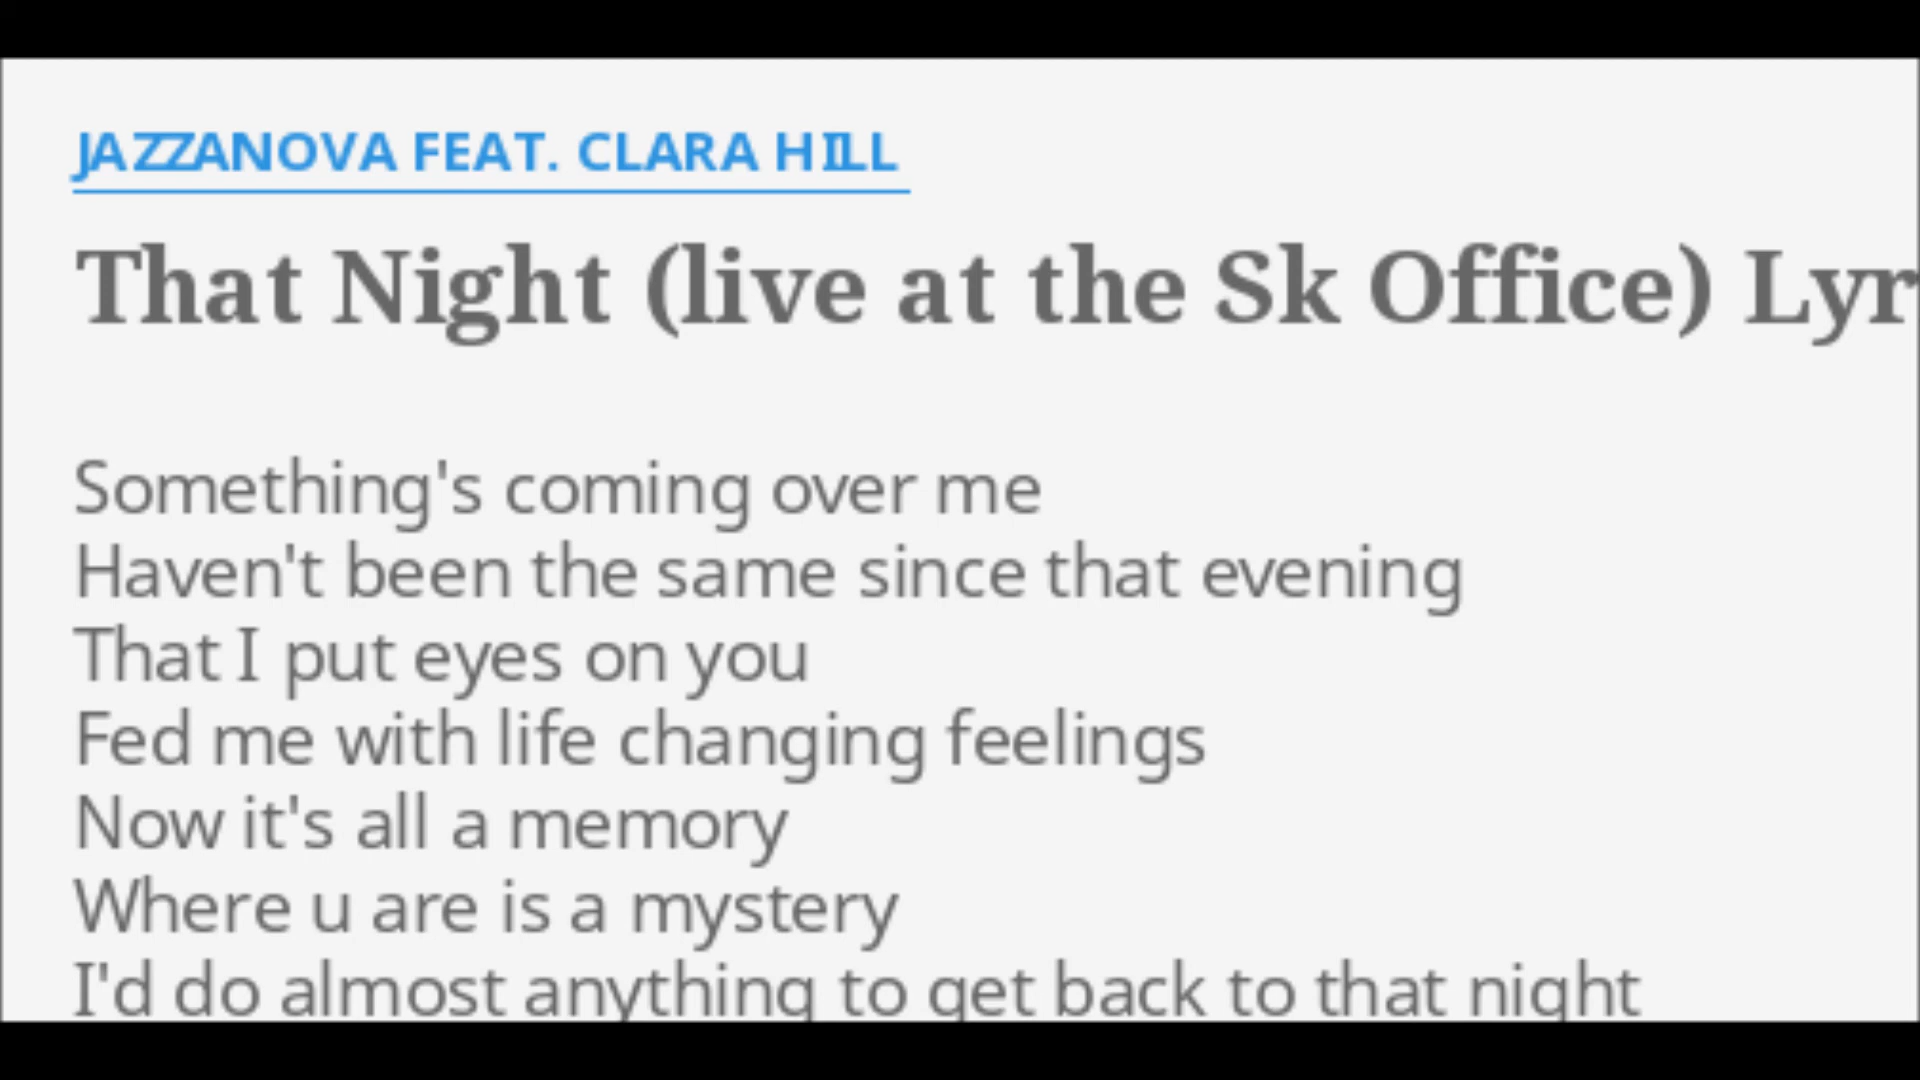 JAZZANOVA FEAT. CLARA HILL
That Night (live at the Sk Office) Lyr
Something's coming over me
Haven't been the same since that evening
That I put eyes on you
Fed me with life changing feelings
Now it's all a memory
Where u are is a mystery
I'd do almost anything to get back to that night